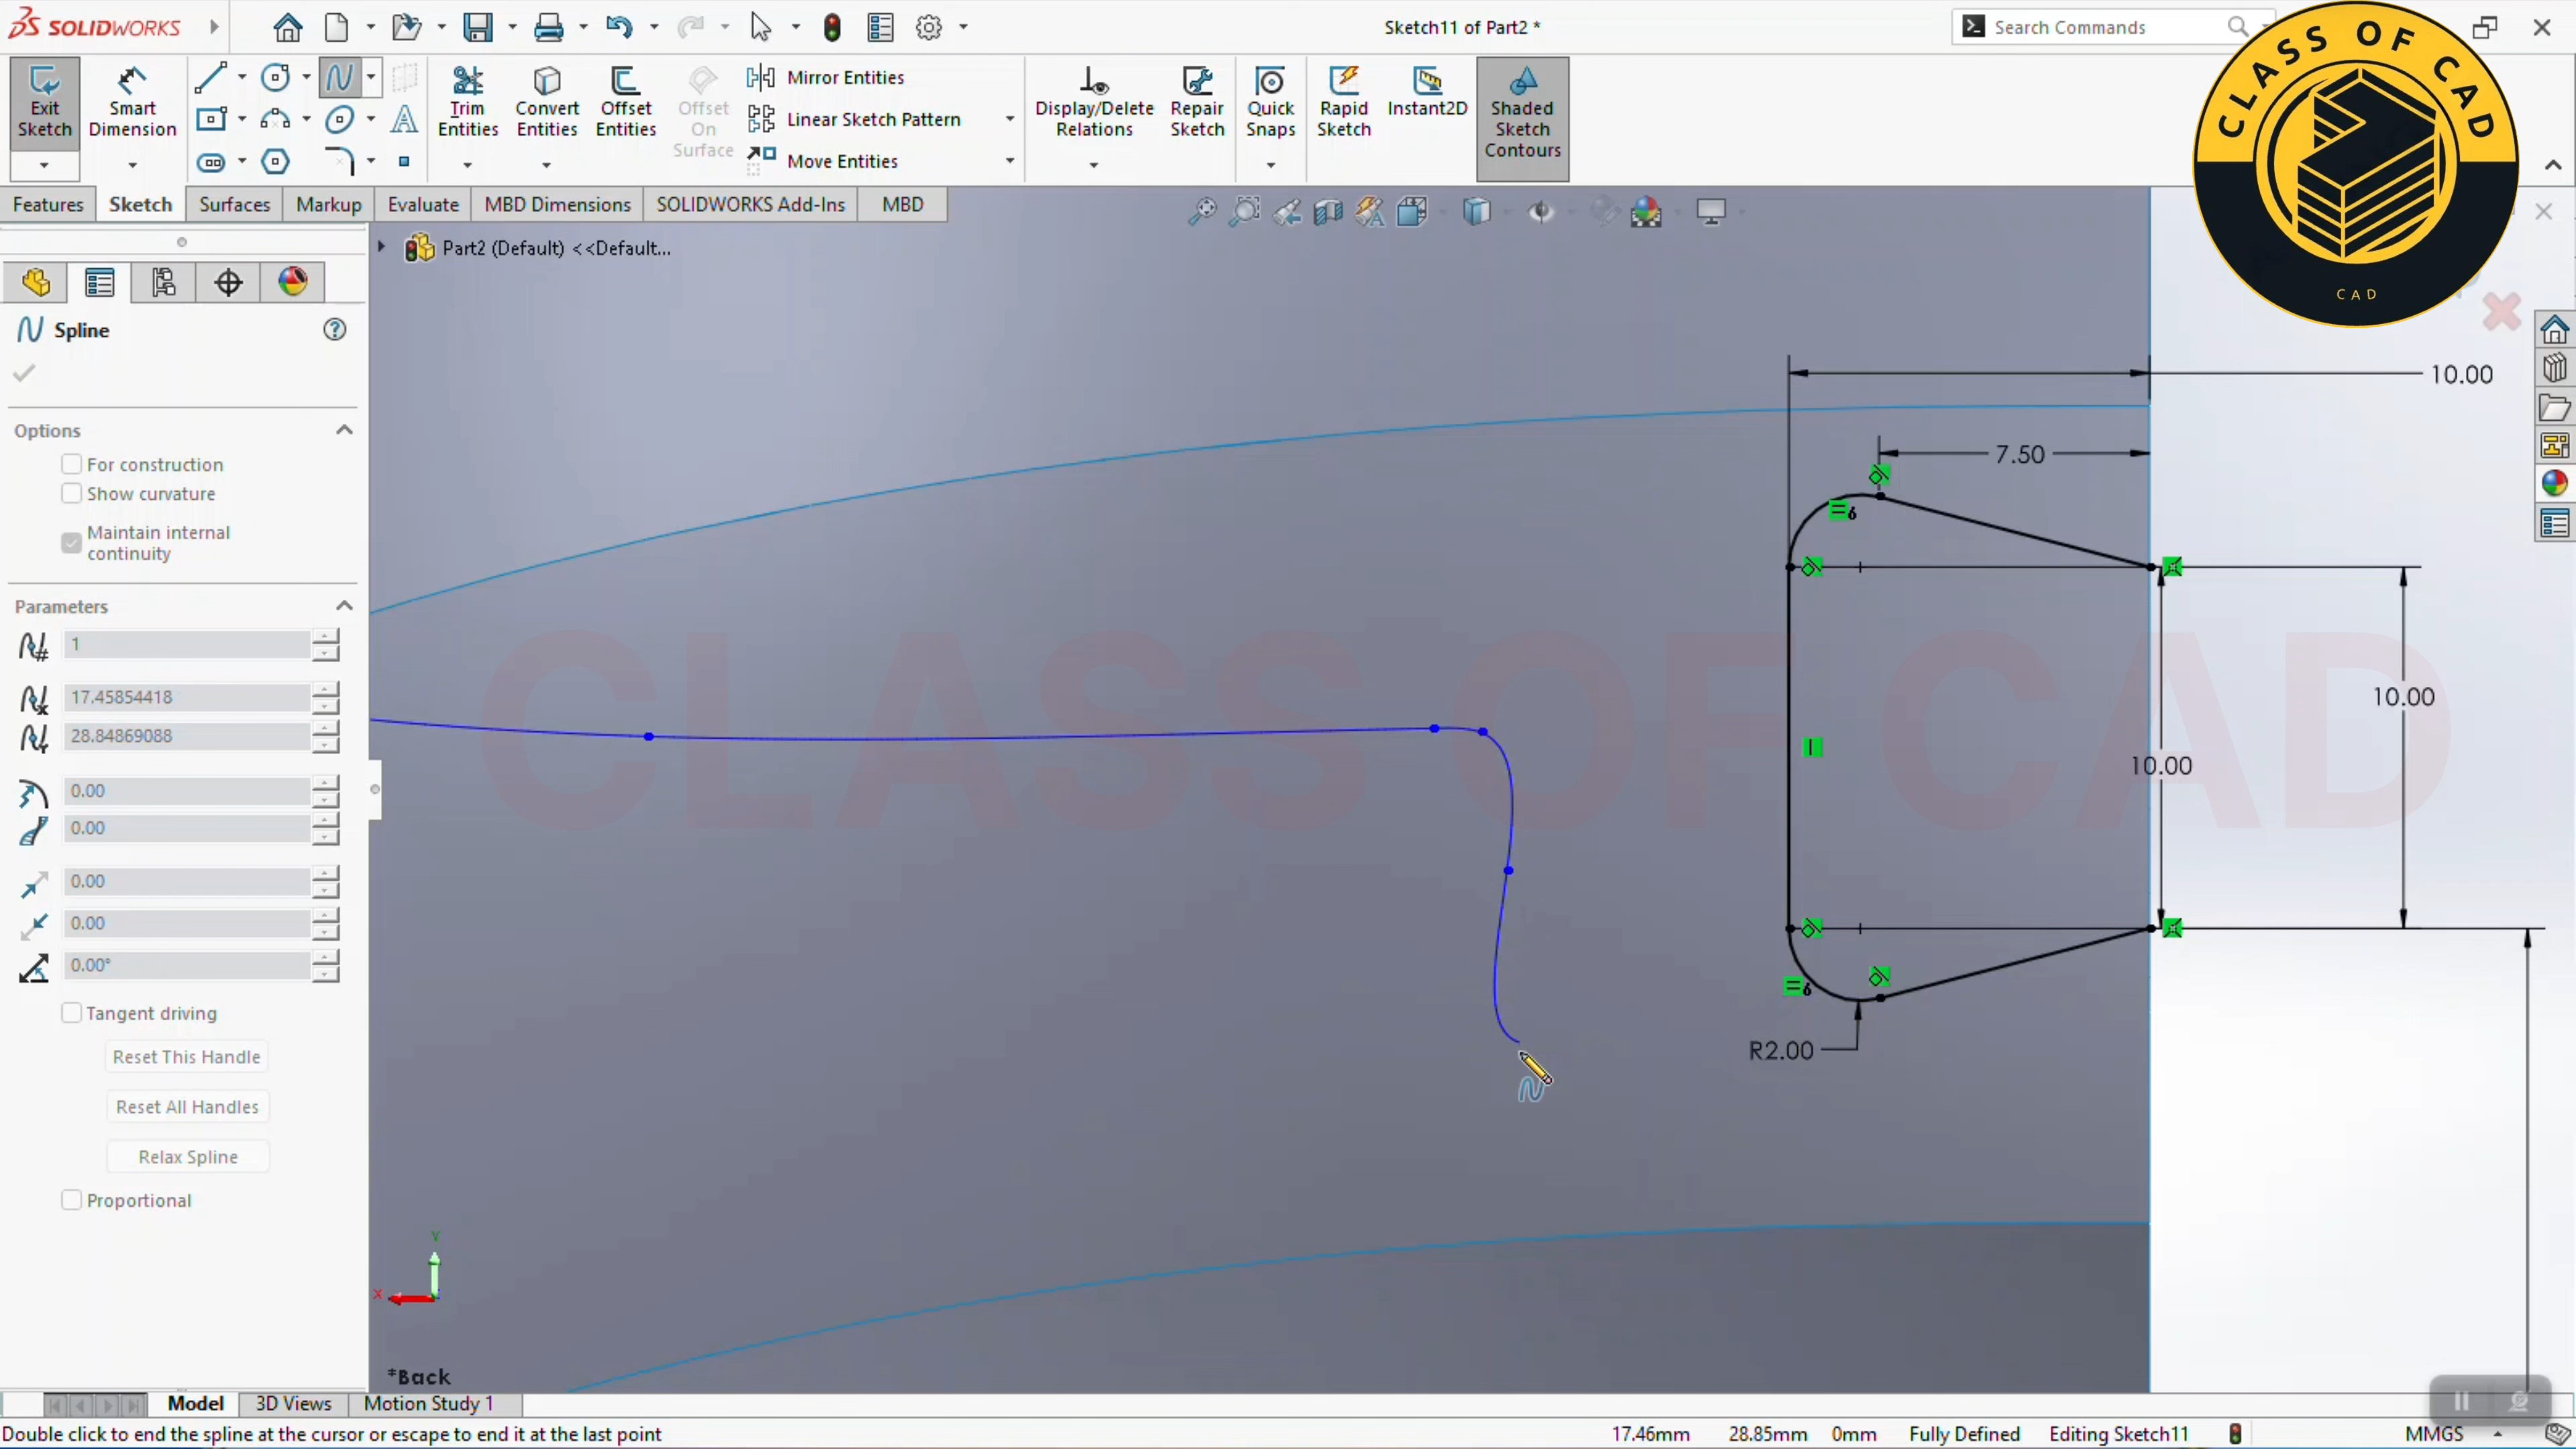 SOLIDWORKS
Sketch11 of Part2 *
Search Commands
CLASS OF CAD
CAD
Exit Sketch
Smart Dimension
Trim Entities
Convert Entities
Offset Entities
Offset On Surface
Mirror Entities
Linear Sketch Pattern
Move Entities
Display/Delete Relations
Repair Sketch
Quick Snaps
Rapid Sketch
Instant2D
Shaded Sketch Contours
Features
Sketch
Surfaces
Markup
Evaluate
MBD Dimensions
SOLIDWORKS Add-Ins
MBD
Part2 (Default) <<Default...
Spline
Options
For construction
Show curvature
Maintain internal
continuity
Parameters
1
17.45854418
28.84869088
0.00
0.00
0.00
0.00
0.00°
Tangent driving
Reset This Handle
Reset All Handles
Relax Spline
Proportional
10.00
7.50
6
10.00
10.00
6
R2.00
CLASS OF CAD
Y
X
*Back
Model
3D Views
Motion Study 1
Double click to end the spline at the cursor or escape to end it at the last point
17.46mm
28.85mm
0mm
Fully Defined
Editing Sketch11
MMGS